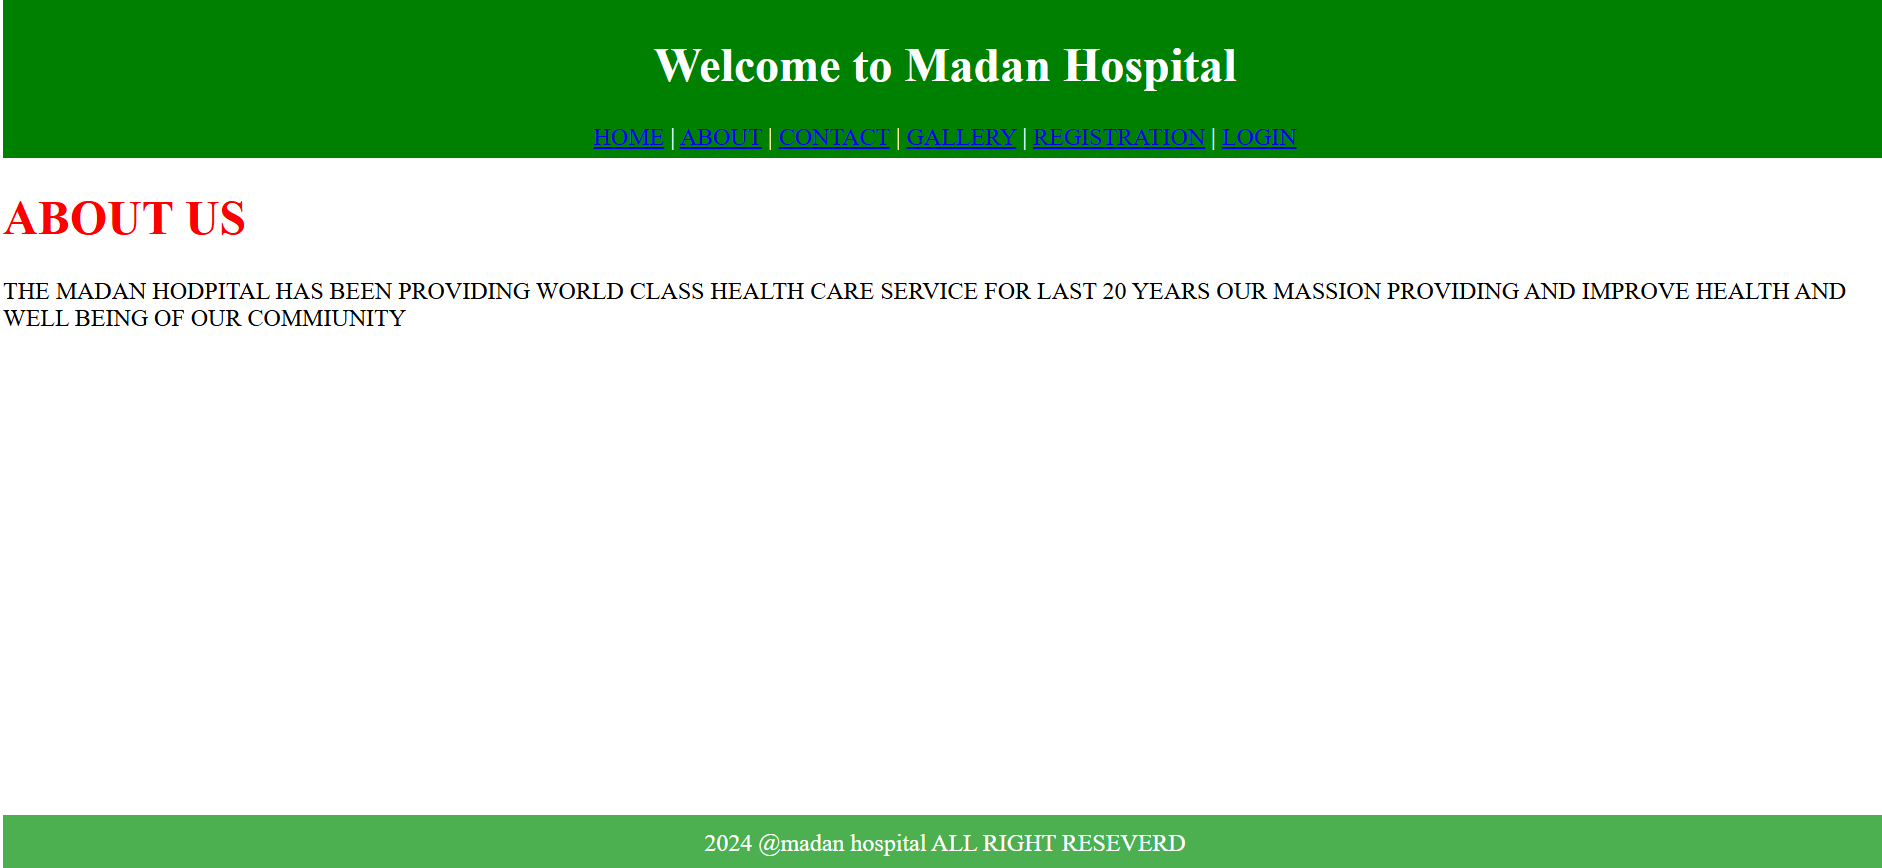 Welcome to Madan Hospital
HOME | ABOUT | CONTACT | GALLERY | REGISTRATION | LOGIN
ABOUT US
THE MADAN HODPITAL HAS BEEN PROVIDING WORLD CLASS HEALTH CARE SERVICE FOR LAST 20 YEARS OUR MASSION PROVIDING AND IMPROVE HEALTH AND
WELL BEING OF OUR COMMIUNITY
2024 @madan hospital ALL RIGHT RESEVERD